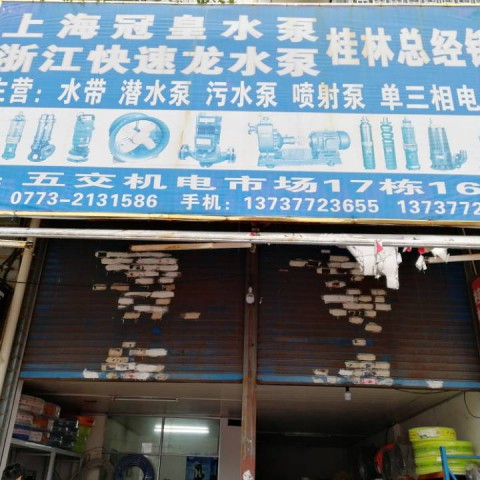 上海冠皇水泵
浙江快速龙水泵
桂林总经销
主营：水带 潜水泵 污水泵 喷射泵 单三相电
五交机电市场17栋16
0773-2131586 手机：13737723655 1373772